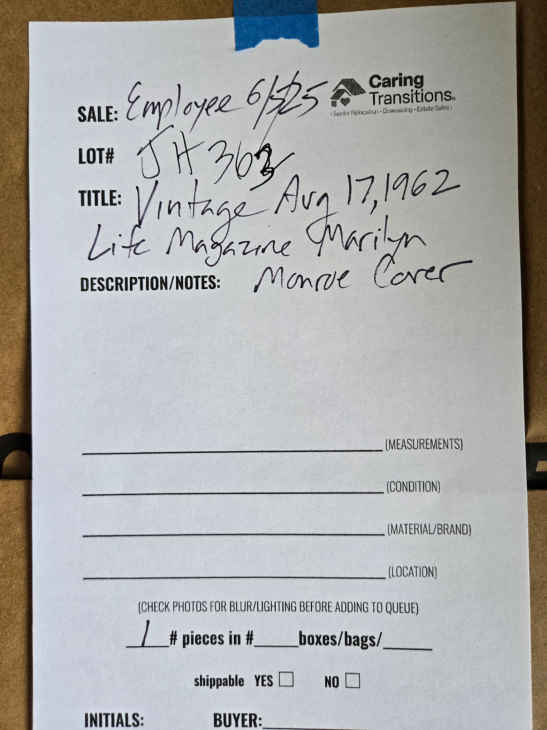 SALE: Employee 6/5/25
Caring
Transitions
Senior Relocation • Downsizing • Estate Sales
LOT# JH 363
TITLE: Vintage Aug 17, 1962
Life Magazine Marilyn
DESCRIPTION/NOTES: Monroe Cover
(MEASUREMENTS)
(CONDITION)
(MATERIAL/BRAND)
(LOCATION)
(CHECK PHOTOS FOR BLUR/LIGHTING BEFORE ADDING TO QUEUE)
1 # pieces in # boxes/bags/
shippable YES ☐ NO ☐
INITIALS: BUYER: